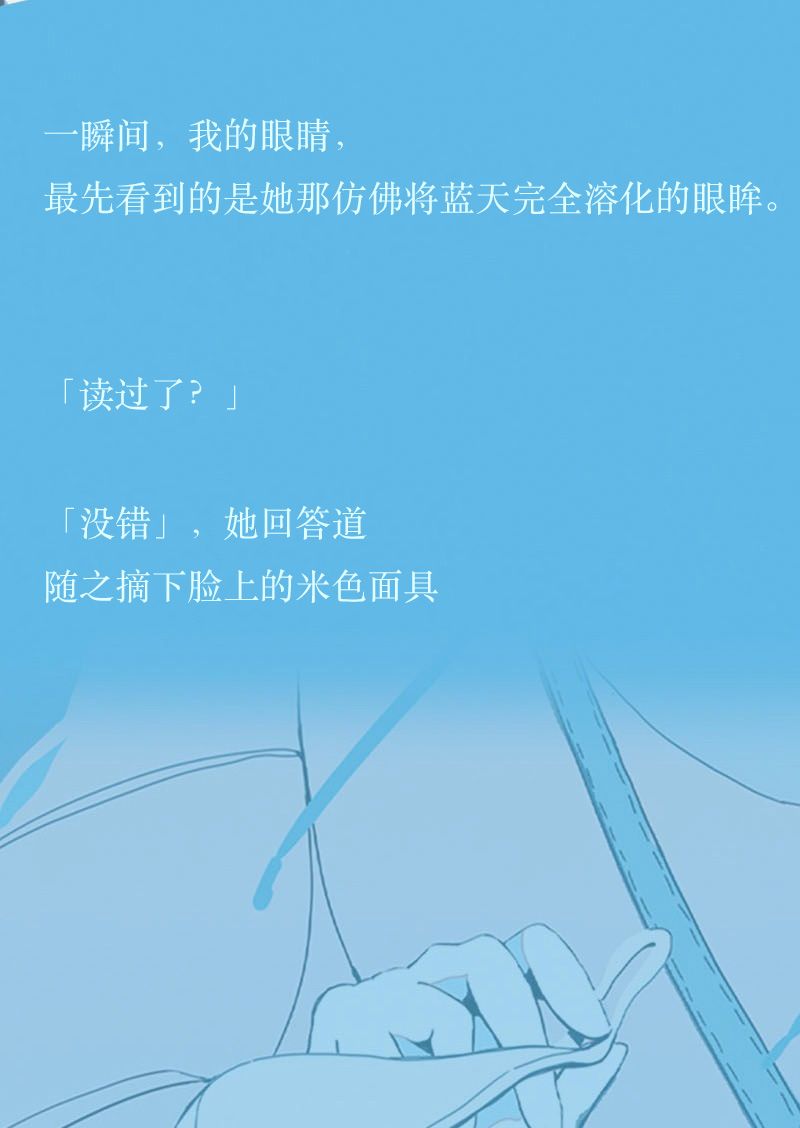 一瞬间，我的眼睛，
最先看到的是她那仿佛将蓝天完全溶化的眼眸。
「读过了？」
「没错」，她回答道
随之摘下脸上的米色面具